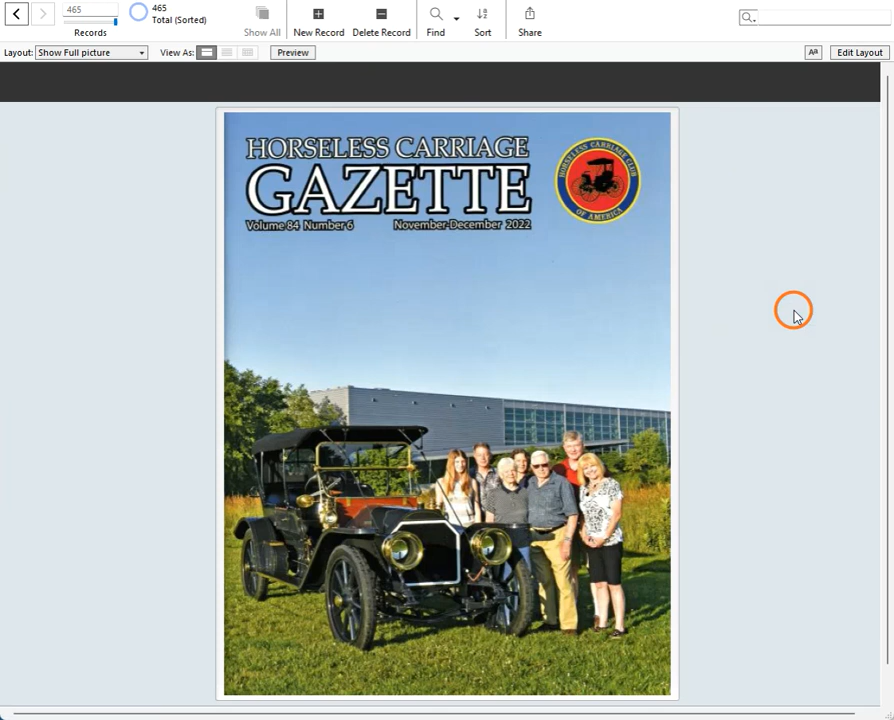 465
465
Total (Sorted)
Records
Show All
New Record
Delete Record
Find
Sort
Share
Layout: Show Full picture
View As:
Preview
Aa
Edit Layout
HORSELESS CARRIAGE
GAZETTE
Volume 84 Number 6
November-December 2022
HORSELESS CARRIAGE CLUB
OF AMERICA